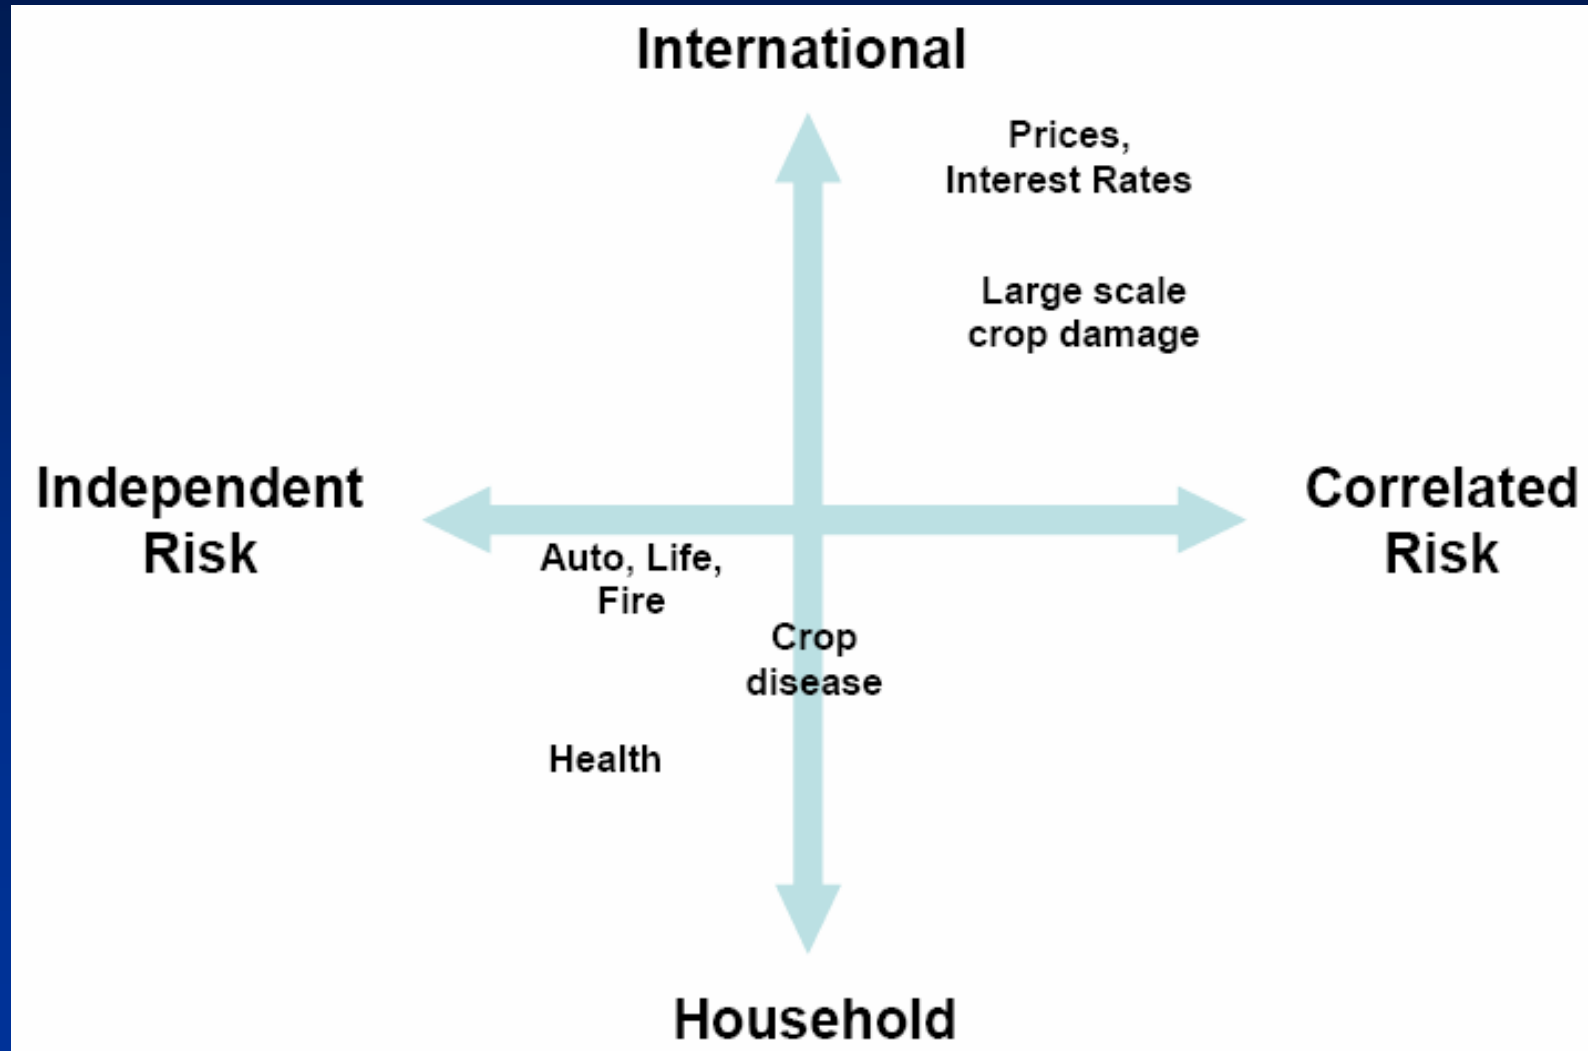 International
Prices,
Interest Rates
Large scale
crop damage
Independent
Risk
Correlated
Risk
Auto, Life,
Fire
Crop
disease
Health
Household